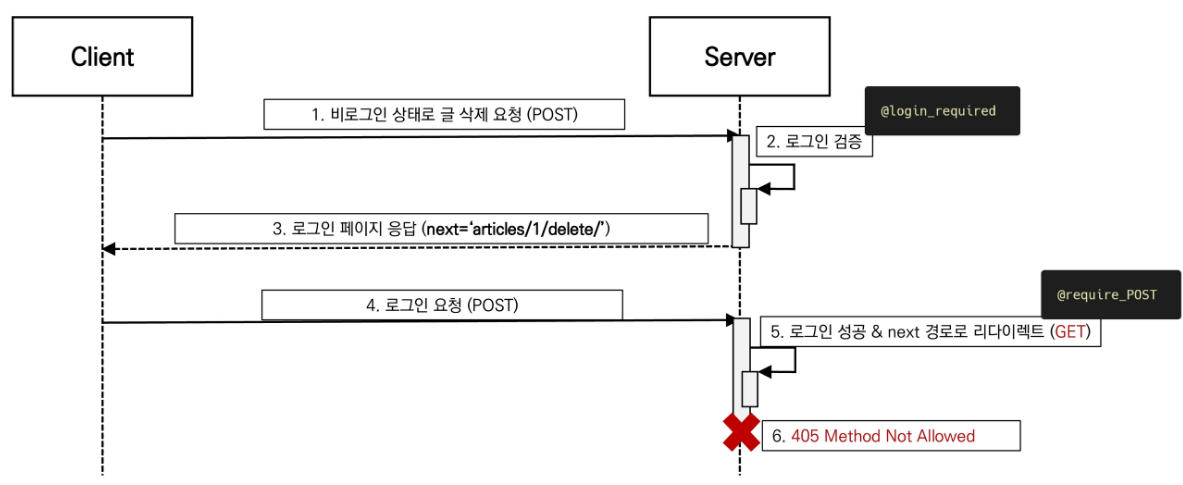 Client
Server
1. 비로그인 상태로 글 삭제 요청 (POST)
@login_required
2. 로그인 검증
3. 로그인 페이지 응답 (next=‘articles/1/delete/’)
4. 로그인 요청 (POST)
@require_POST
5. 로그인 성공 & next 경로로 리다이렉트 (GET)
6. 405 Method Not Allowed